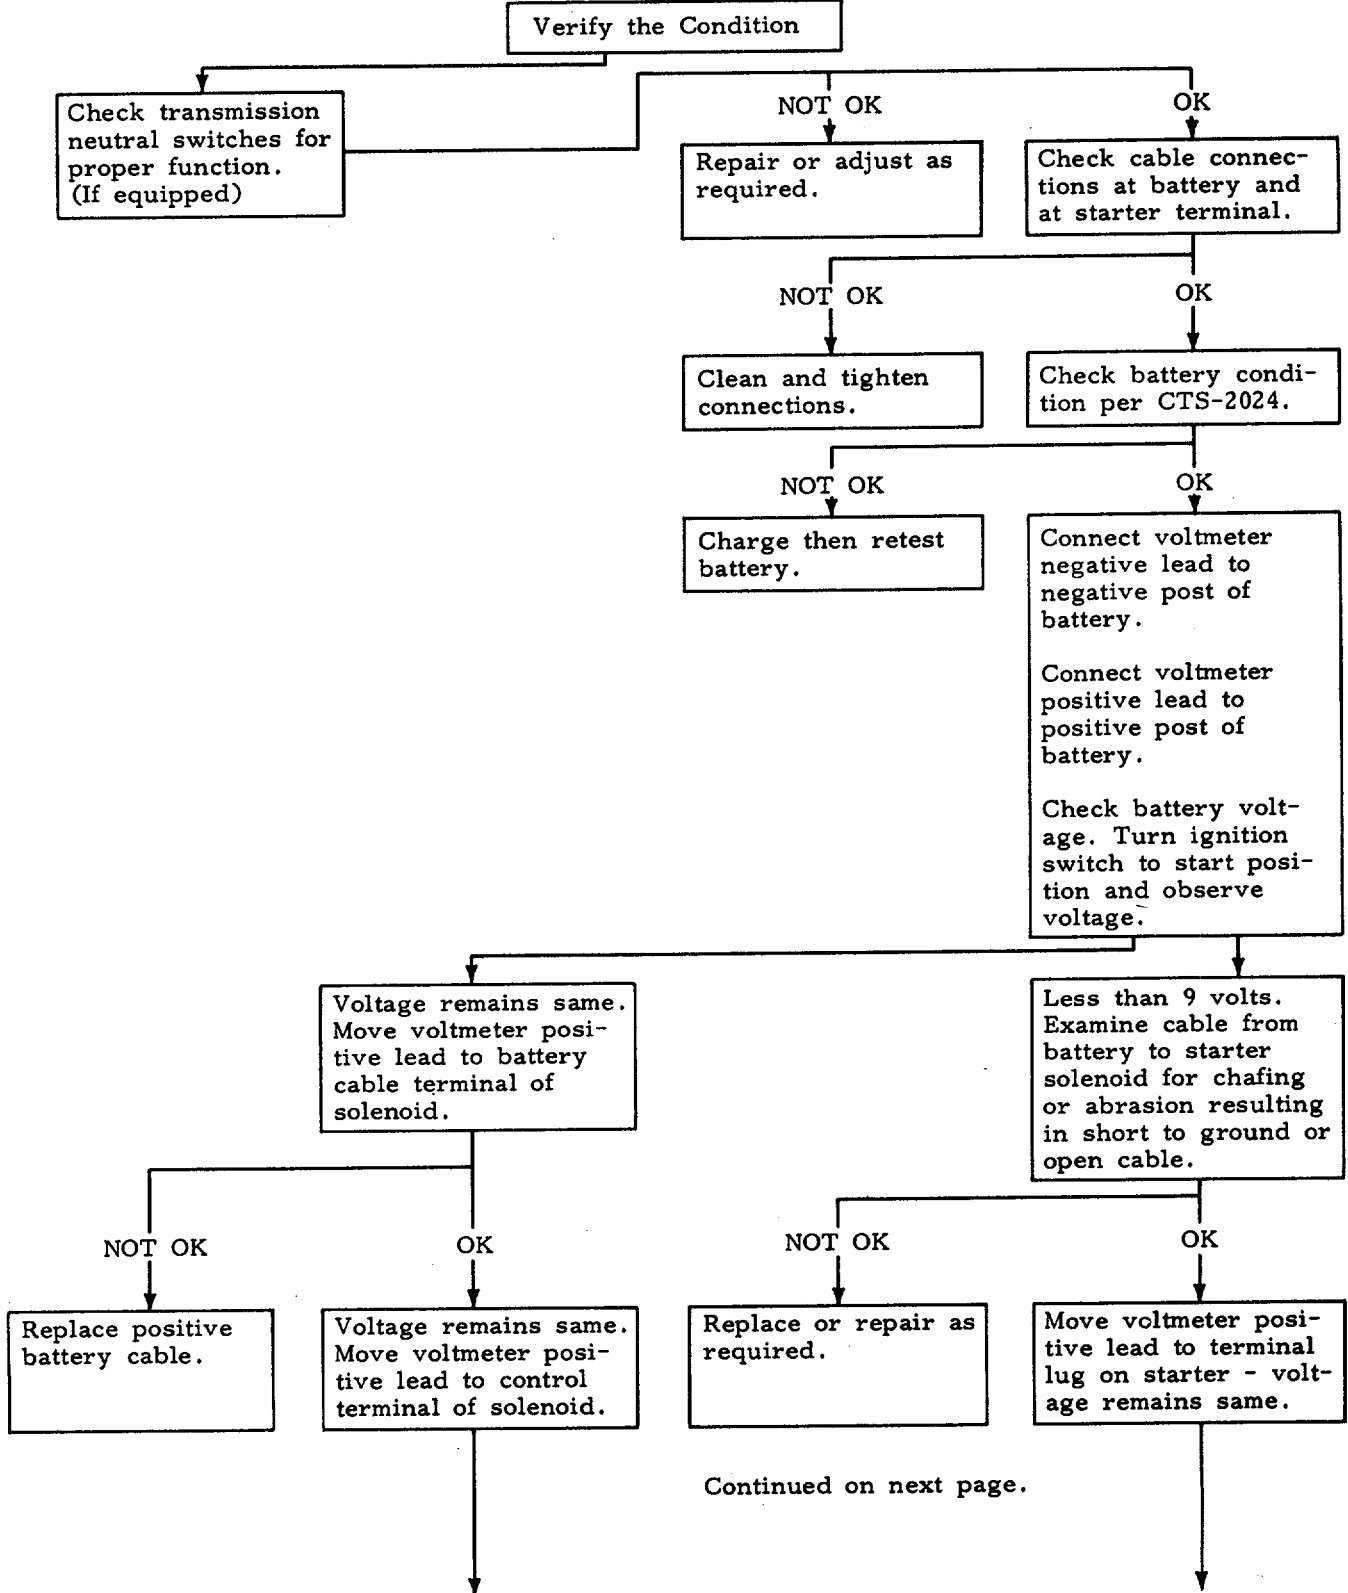 Verify the Condition
Check transmission
neutral switches for
proper function.
(If equipped)
NOT OK
OK
Repair or adjust as
required.
Check cable connec-
tions at battery and
at starter terminal.
NOT OK
OK
Clean and tighten
connections.
Check battery condi-
tion per CTS-2024.
NOT OK
OK
Charge then retest
battery.
Connect voltmeter
negative lead to
negative post of
battery.
Connect voltmeter
positive lead to
positive post of
battery.
Check battery volt-
age. Turn ignition
switch to start posi-
tion and observe
voltage.
Voltage remains same.
Move voltmeter posi-
tive lead to battery
cable terminal of
solenoid.
Less than 9 volts.
Examine cable from
battery to starter
solenoid for chafing
or abrasion resulting
in short to ground or
open cable.
NOT OK
OK
NOT OK
OK
Replace positive
battery cable.
Voltage remains same.
Move voltmeter posi-
tive lead to control
terminal of solenoid.
Replace or repair as
required.
Move voltmeter posi-
tive lead to terminal
lug on starter - volt-
age remains same.
Continued on next page.